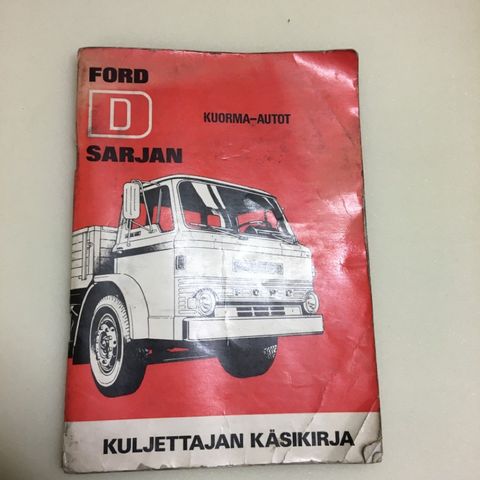 FORD
D
KUORMA-AUTOT
SARJAN
KULJETTAJAN KÄSIKIRJA